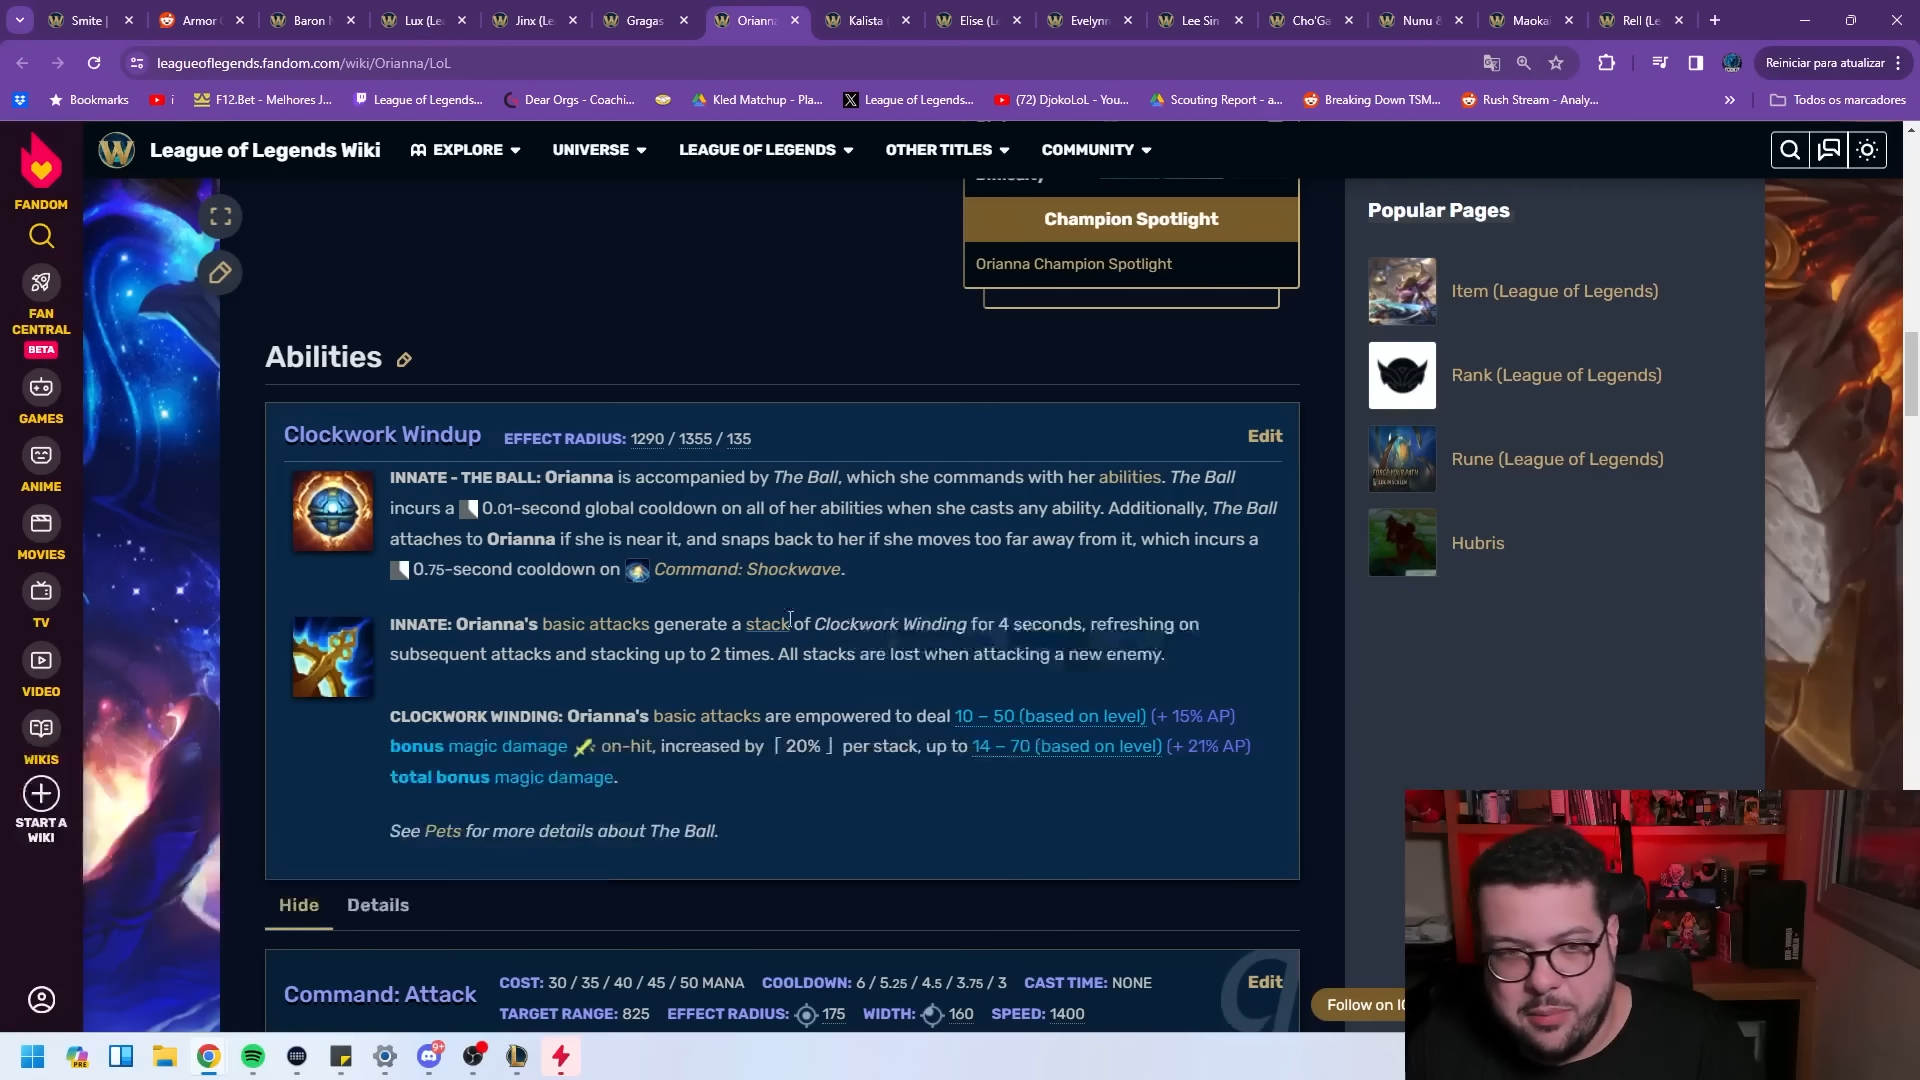 Smite |
Armor
Baron
Lux (Le
Jinx (Le
Gragas
Orianna
Kalista
Elise (L
Evelynn
Lee Sin
Cho'Ga
Nunu &
Maokai
Rell (Le
leagueoflegends.fandom.com/wiki/Orianna/LoL
Reiniciar para atualizar
Bookmarks
i
F12.Bet - Melhores J...
League of Legends...
Dear Orgs - Coachi...
Kled Matchup - Pla...
League of Legends...
(72) DjokoLoL - You...
Scouting Report - a...
Breaking Down TSM...
Rush Stream - Analy...
Todos os marcadores
League of Legends Wiki
EXPLORE
UNIVERSE
LEAGUE OF LEGENDS
OTHER TITLES
COMMUNITY
FANDOM
FAN CENTRAL
BETA
GAMES
ANIME
MOVIES
TV
VIDEO
WIKIS
START A WIKI
Difficulty
Champion Spotlight
Orianna Champion Spotlight
Popular Pages
Item (League of Legends)
Rank (League of Legends)
Rune (League of Legends)
Hubris
Abilities
Clockwork Windup EFFECT RADIUS: 1290 / 1355 / 135 Edit
INNATE - THE BALL: Orianna is accompanied by The Ball, which she commands with her abilities. The Ball
incurs a 0.01-second global cooldown on all of her abilities when she casts any ability. Additionally, The Ball
attaches to Orianna if she is near it, and snaps back to her if she moves too far away from it, which incurs a
0.75-second cooldown on Command: Shockwave.
INNATE: Orianna's basic attacks generate a stack of Clockwork Winding for 4 seconds, refreshing on
subsequent attacks and stacking up to 2 times. All stacks are lost when attacking a new enemy.
CLOCKWORK WINDING: Orianna's basic attacks are empowered to deal 10 – 50 (based on level) (+ 15% AP)
bonus magic damage on-hit, increased by ⌈ 20% ⌋ per stack, up to 14 – 70 (based on level) (+ 21% AP)
total bonus magic damage.
See Pets for more details about The Ball.
Hide Details
Command: Attack
COST: 30 / 35 / 40 / 45 / 50 MANA COOLDOWN: 6 / 5.25 / 4.5 / 3.75 / 3 CAST TIME: NONE
TARGET RANGE: 825 EFFECT RADIUS: 175 WIDTH: 160 SPEED: 1400
Edit
Follow on IG
PRE
9+